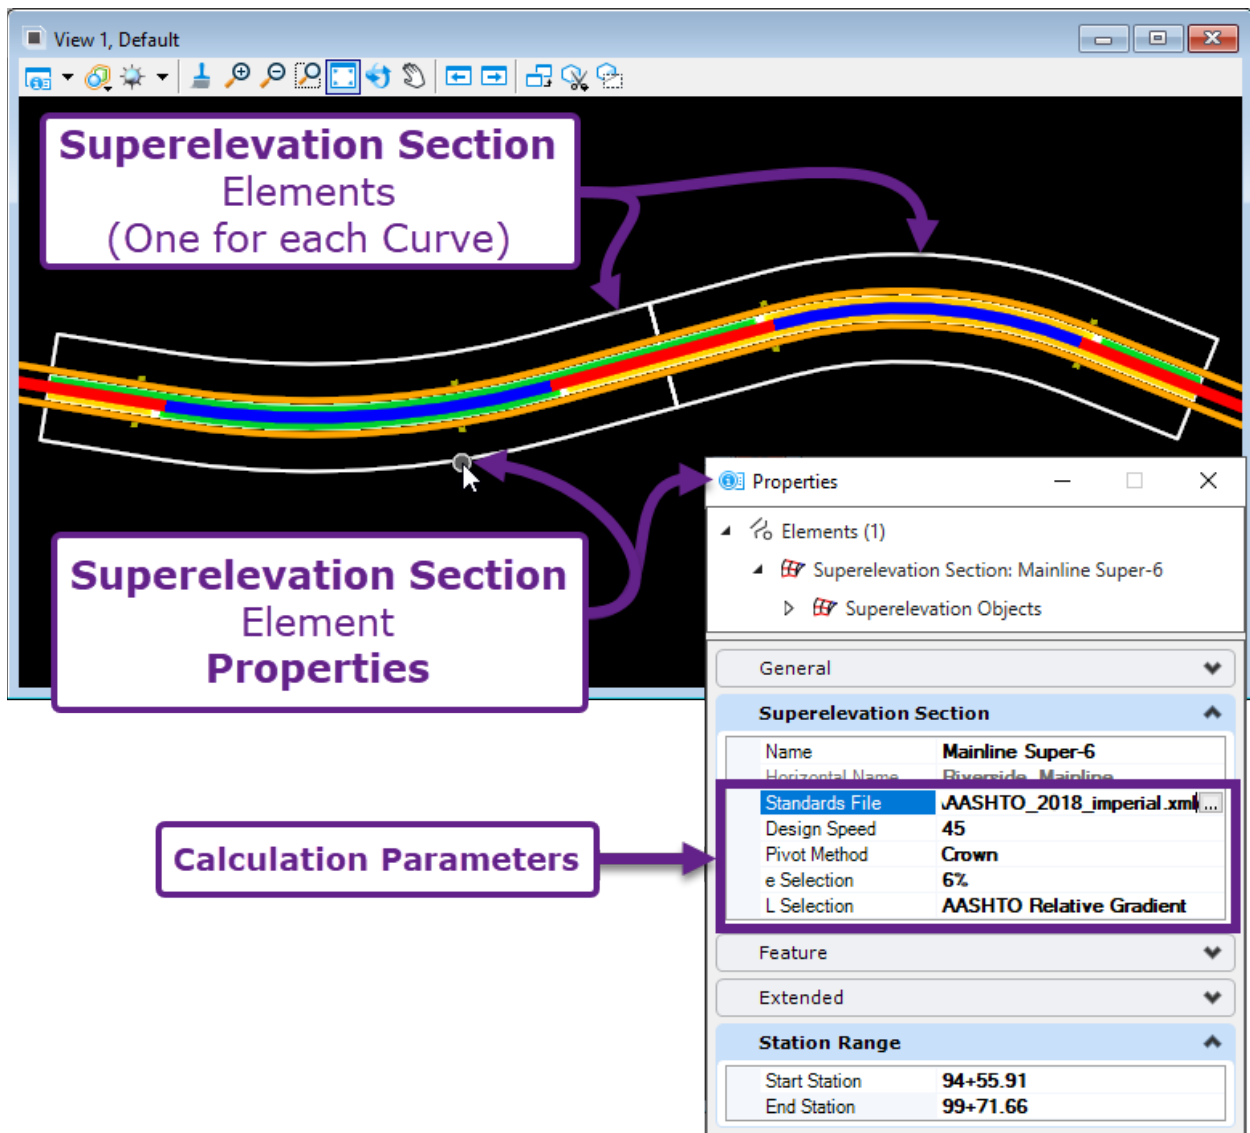 View 1, Default
Superelevation Section
Elements
(One for each Curve)
Superelevation Section
Element
Properties
Properties
Elements (1)
Superelevation Section: Mainline Super-6
Superelevation Objects
General
Superelevation Section
Name Mainline Super-6
Horizontal Name Riverside_Mainline
Standards File .\AASHTO_2018_imperial.xml ...
Design Speed 45
Pivot Method Crown
e Selection 6%
L Selection AASHTO Relative Gradient
Calculation Parameters
Feature
Extended
Station Range
Start Station 94+55.91
End Station 99+71.66